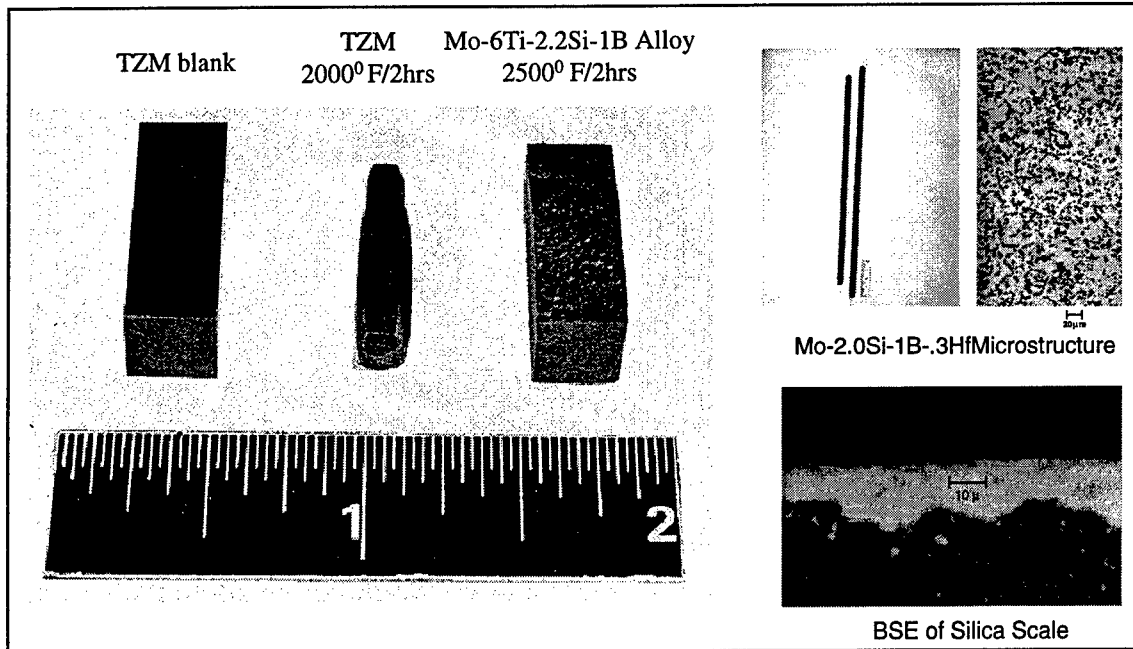 TZM blank
TZM
2000⁰ F/2hrs
Mo-6Ti-2.2Si-1B Alloy
2500⁰ F/2hrs
1
2
20µm
Mo-2.0Si-1B-.3HfMicrostructure
10µ
BSE of Silica Scale